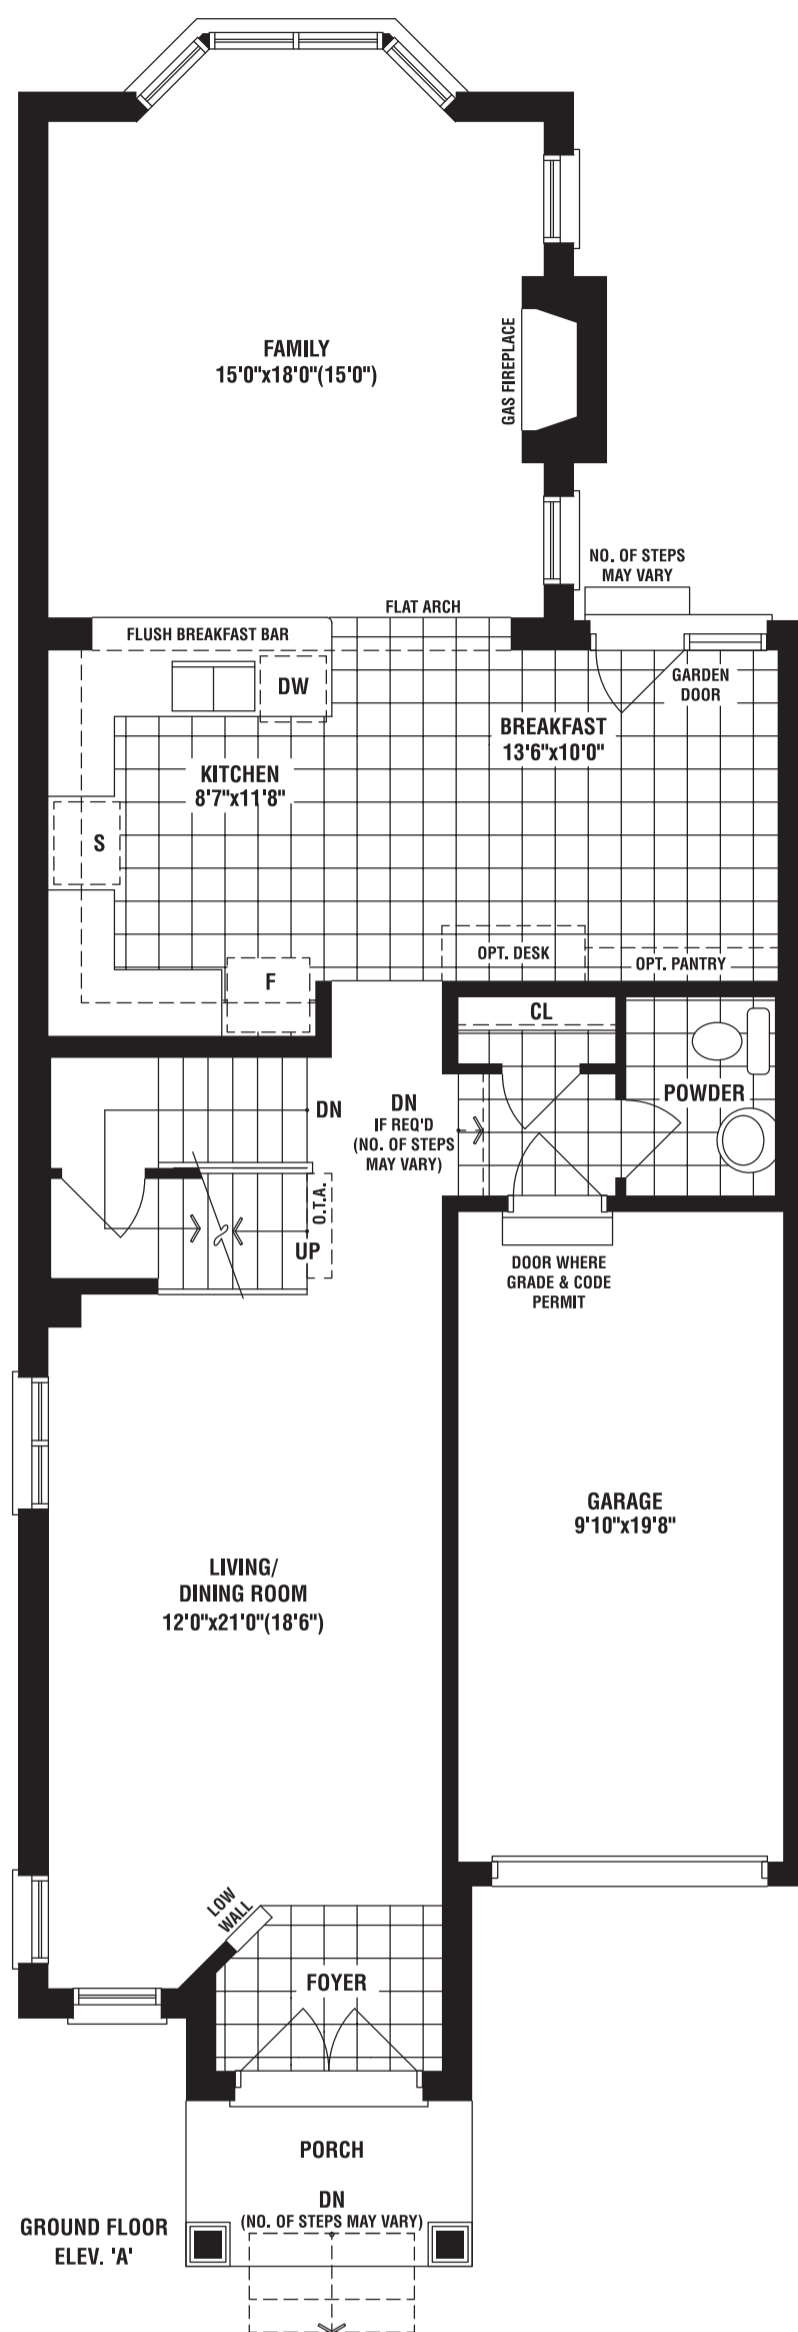 FAMILY
15'0"x18'0"(15'0")
GAS FIREPLACE
NO. OF STEPS
MAY VARY
FLAT ARCH
FLUSH BREAKFAST BAR
DW
GARDEN
DOOR
BREAKFAST
13'6"x10'0"
KITCHEN
8'7"x11'8"
S
OPT. DESK
OPT. PANTRY
F
CL
POWDER
DN
DN
IF REQ'D
(NO. OF STEPS
MAY VARY)
O.T.A.
UP
DOOR WHERE
GRADE & CODE
PERMIT
GARAGE
9'10"x19'8"
LIVING/
DINING ROOM
12'0"x21'0"(18'6")
LOW
WALL
FOYER
PORCH
DN
(NO. OF STEPS MAY VARY)
GROUND FLOOR
ELEV. 'A'